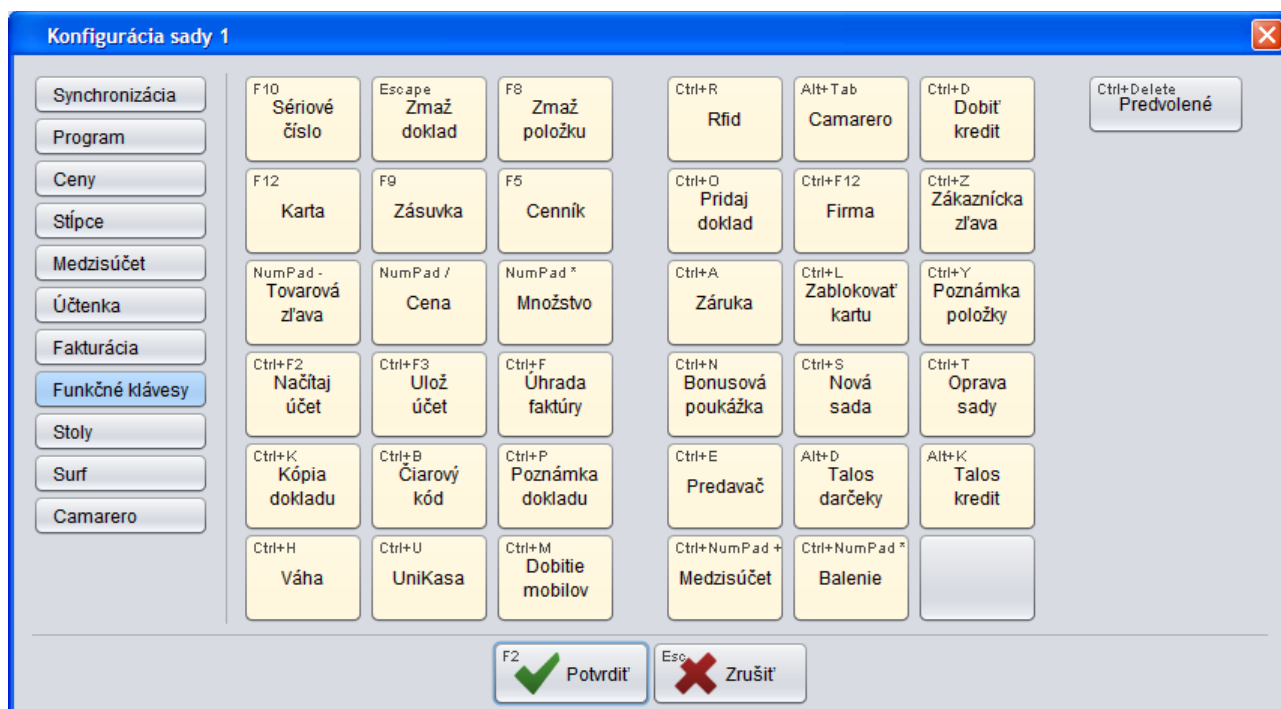 Konfigurácia sady 1
Synchronizácia
Program
Ceny
Stĺpce
Medzisúčet
Účtenka
Fakturácia
Funkčné klávesy
Stoly
Surf
Camarero
F10
Sériové
číslo
Escape
Zmaž
doklad
F8
Zmaž
položku
Ctrl+R
Rfid
Alt+Tab
Camarero
Ctrl+D
Dobiť
kredit
Ctrl+Delete
Predvolené
F12
Karta
F9
Zásuvka
F5
Cenník
Ctrl+O
Pridaj
doklad
Ctrl+F12
Firma
Ctrl+Z
Zákaznícka
zľava
NumPad -
Tovarová
zľava
NumPad /
Cena
NumPad *
Množstvo
Ctrl+A
Záruka
Ctrl+L
Zablokovať
kartu
Ctrl+Y
Poznámka
položky
Ctrl+F2
Načítaj
účet
Ctrl+F3
Ulož
účet
Ctrl+F
Úhrada
faktúry
Ctrl+N
Bonusová
poukážka
Ctrl+S
Nová
sada
Ctrl+T
Oprava
sady
Ctrl+K
Kópia
dokladu
Ctrl+B
Čiarový
kód
Ctrl+P
Poznámka
dokladu
Ctrl+E
Predavač
Alt+D
Talos
darčeky
Alt+K
Talos
kredit
Ctrl+H
Váha
Ctrl+U
UniKasa
Ctrl+M
Dobitie
mobilov
Ctrl+NumPad +
Medzisúčet
Ctrl+NumPad *
Balenie
F2
Potvrdiť
Esc
Zrušiť